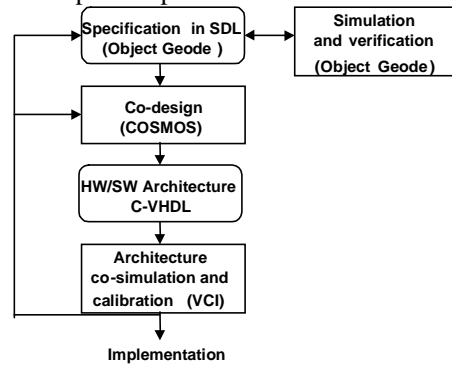 Specification in SDL
(Object Geode )
Simulation
and verification
(Object Geode)
Co-design
(COSMOS)
HW/SW Architecture
C-VHDL
Architecture
co-simulation and
calibration (VCI)
Implementation